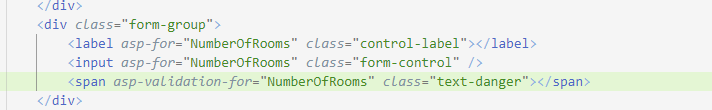 </div>
<div class="form-group">
<label asp-for="NumberOfRooms" class="control-label"></label>
<input asp-for="NumberOfRooms" class="form-control" />
<span asp-validation-for="NumberOfRooms" class="text-danger"></span>
</div>